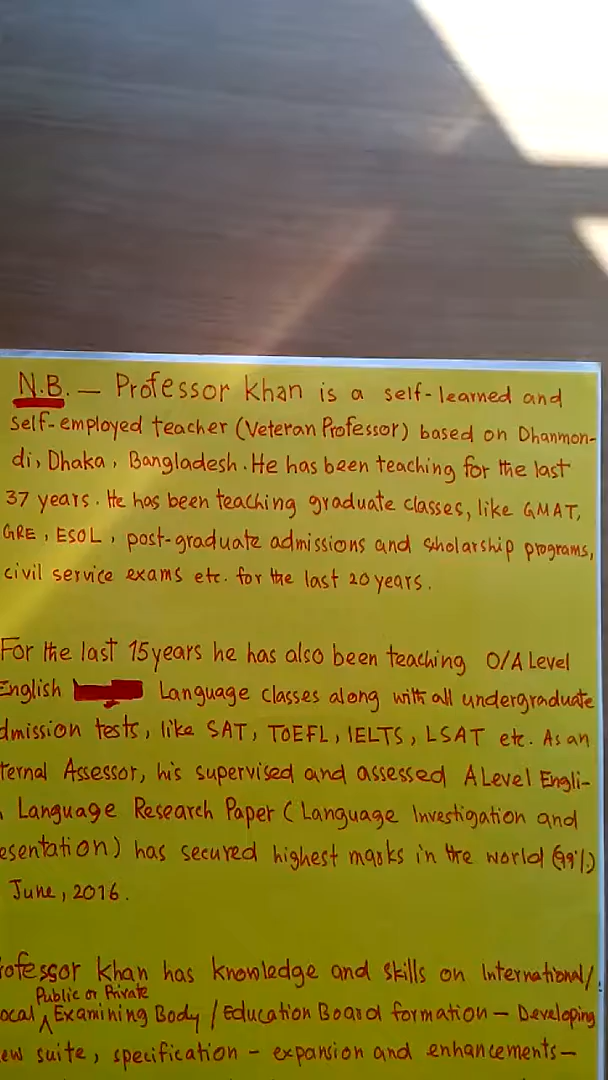 N.B. — Professor Khan is a self-learned and
self-employed teacher (Veteran Professor) based on Dhanmon-
di, Dhaka, Bangladesh. He has been teaching for the last
37 years. He has been teaching graduate classes, like GMAT,
GRE, ESOL, post-graduate admissions and scholarship programs,
civil service exams etc. for the last 20 years.
For the last 15 years he has also been teaching O/A Level
English Language classes along with all undergraduate
dmission tests, like SAT, TOEFL, IELTS, LSAT etc. As an
ternal Assessor, his supervised and assessed A Level Engli-
Language Research Paper (Language Investigation and
esentation) has secured highest marks in the world (99%)
June, 2016.
rofessor Khan has knowledge and skills on International/
Public or Private
ocal ^ Examining Body / Education Board formation — Developing
ew suite, specification - expansion and enhancements—